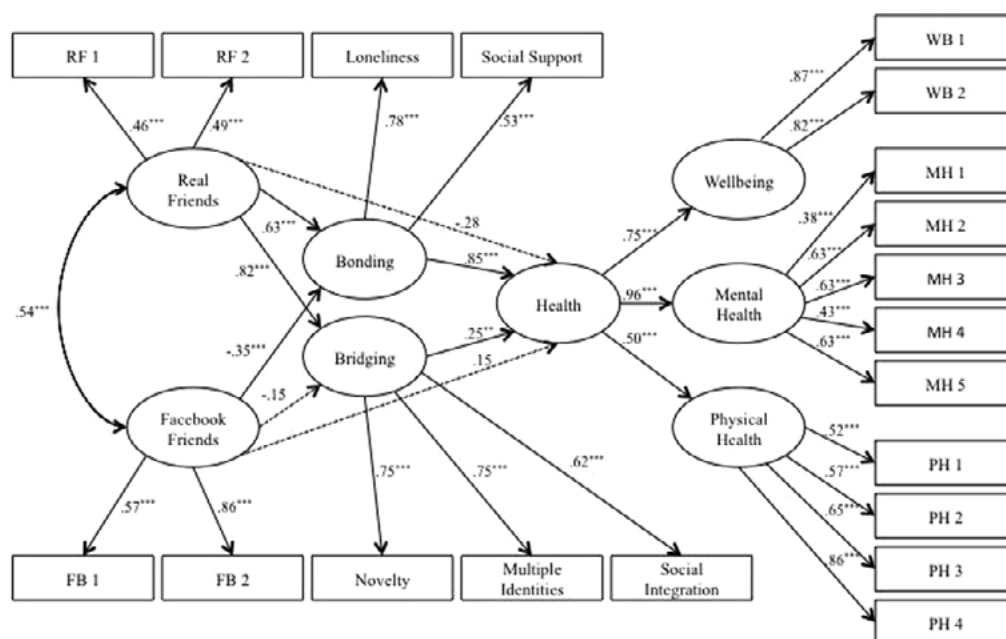 RF 1
RF 2
Loneliness
Social Support
WB 1
WB 2
.87***
.82***
.46***
.49***
.78***
.53***
Real
Friends
Wellbeing
MH 1
MH 2
MH 3
MH 4
MH 5
.38***
.63***
.63***
.43***
.63***
.63***
-.28
.75***
Bonding
.85***
.82***
Health
.96***
Mental
Health
.54***
Bridging
.25**
.50***
-.35***
.15
-.15
Facebook
Friends
Physical
Health
.52***
.57***
.65***
.86***
PH 1
PH 2
PH 3
PH 4
.57***
.86***
.75***
.75***
.62***
FB 1
FB 2
Novelty
Multiple
Identities
Social
Integration